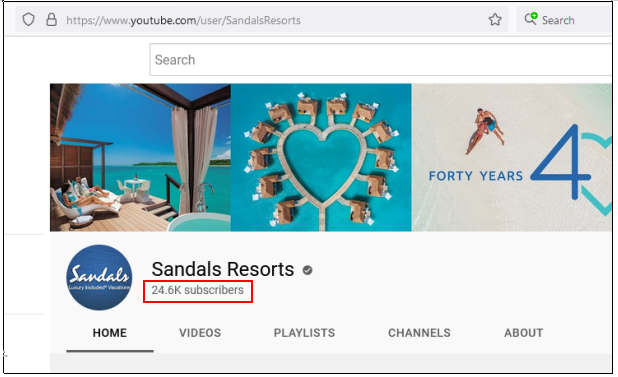 https://www.youtube.com/user/SandalsResorts
Search
Search
FORTY YEARS 40
Sandals
Luxury Included® Vacations
Sandals Resorts
24.6K subscribers
HOME VIDEOS PLAYLISTS CHANNELS ABOUT